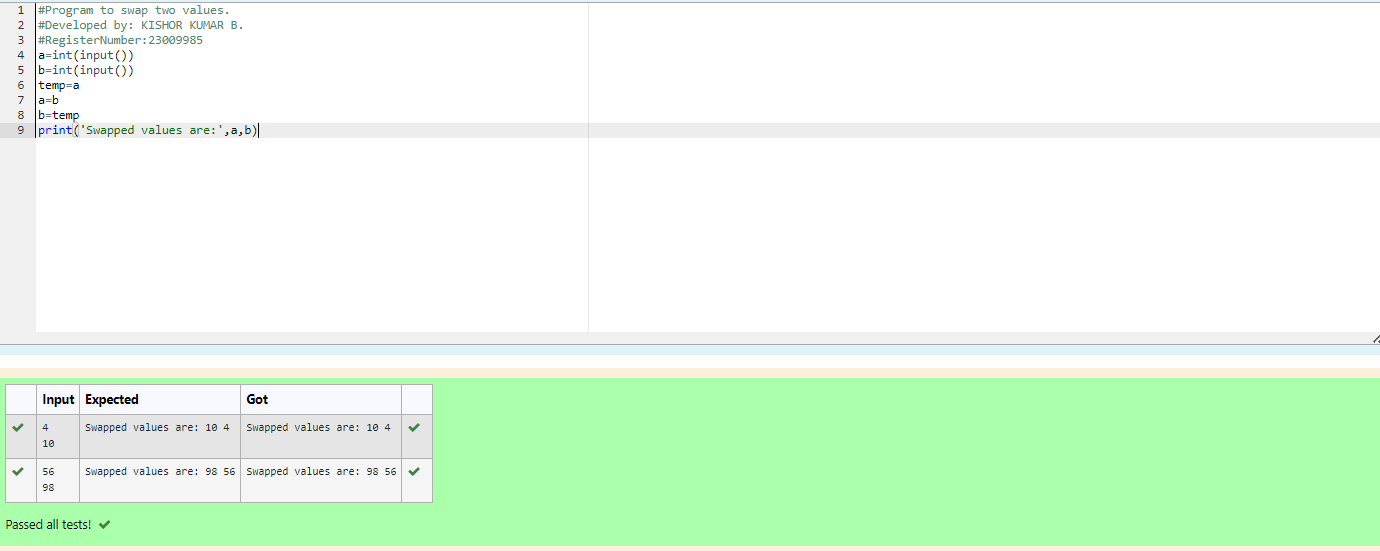 1 #Program to swap two values.
2 #Developed by: KISHOR KUMAR B.
3 #RegisterNumber:23009985
4 a=int(input())
5 b=int(input())
6 temp=a
7 a=b
8 b=temp
9 print('Swapped values are:',a,b)
Input Expected Got
4 Swapped values are: 10 4 Swapped values are: 10 4
10
56 Swapped values are: 98 56 Swapped values are: 98 56
98
Passed all tests!